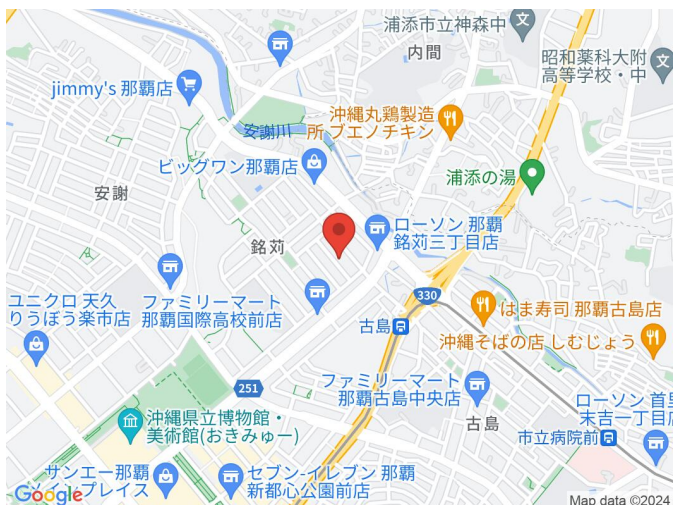 浦添市立神森中
内間
昭和薬科大附
高等学校・中
jimmy's 那覇店
沖縄丸鶏製造
所 ブエノチキン
安謝川
ビッグワン那覇店
浦添の湯
安謝
ローソン 那覇
銘苅三丁目店
銘苅
ユニクロ 天久
りうぼう楽市店
ファミリーマート
那覇国際高校前店
330
はま寿司 那覇古島店
古島
沖縄そばの店 しむじょう
251
ファミリーマート
那覇古島中央店
ローソン 首里
末吉一丁目店
沖縄県立博物館・
美術館(おきみゅー)
古島
市立病院前
サンエー那覇
メインプレイス
セブン-イレブン 那覇
新都心公園前店
Google
Map data ©2024